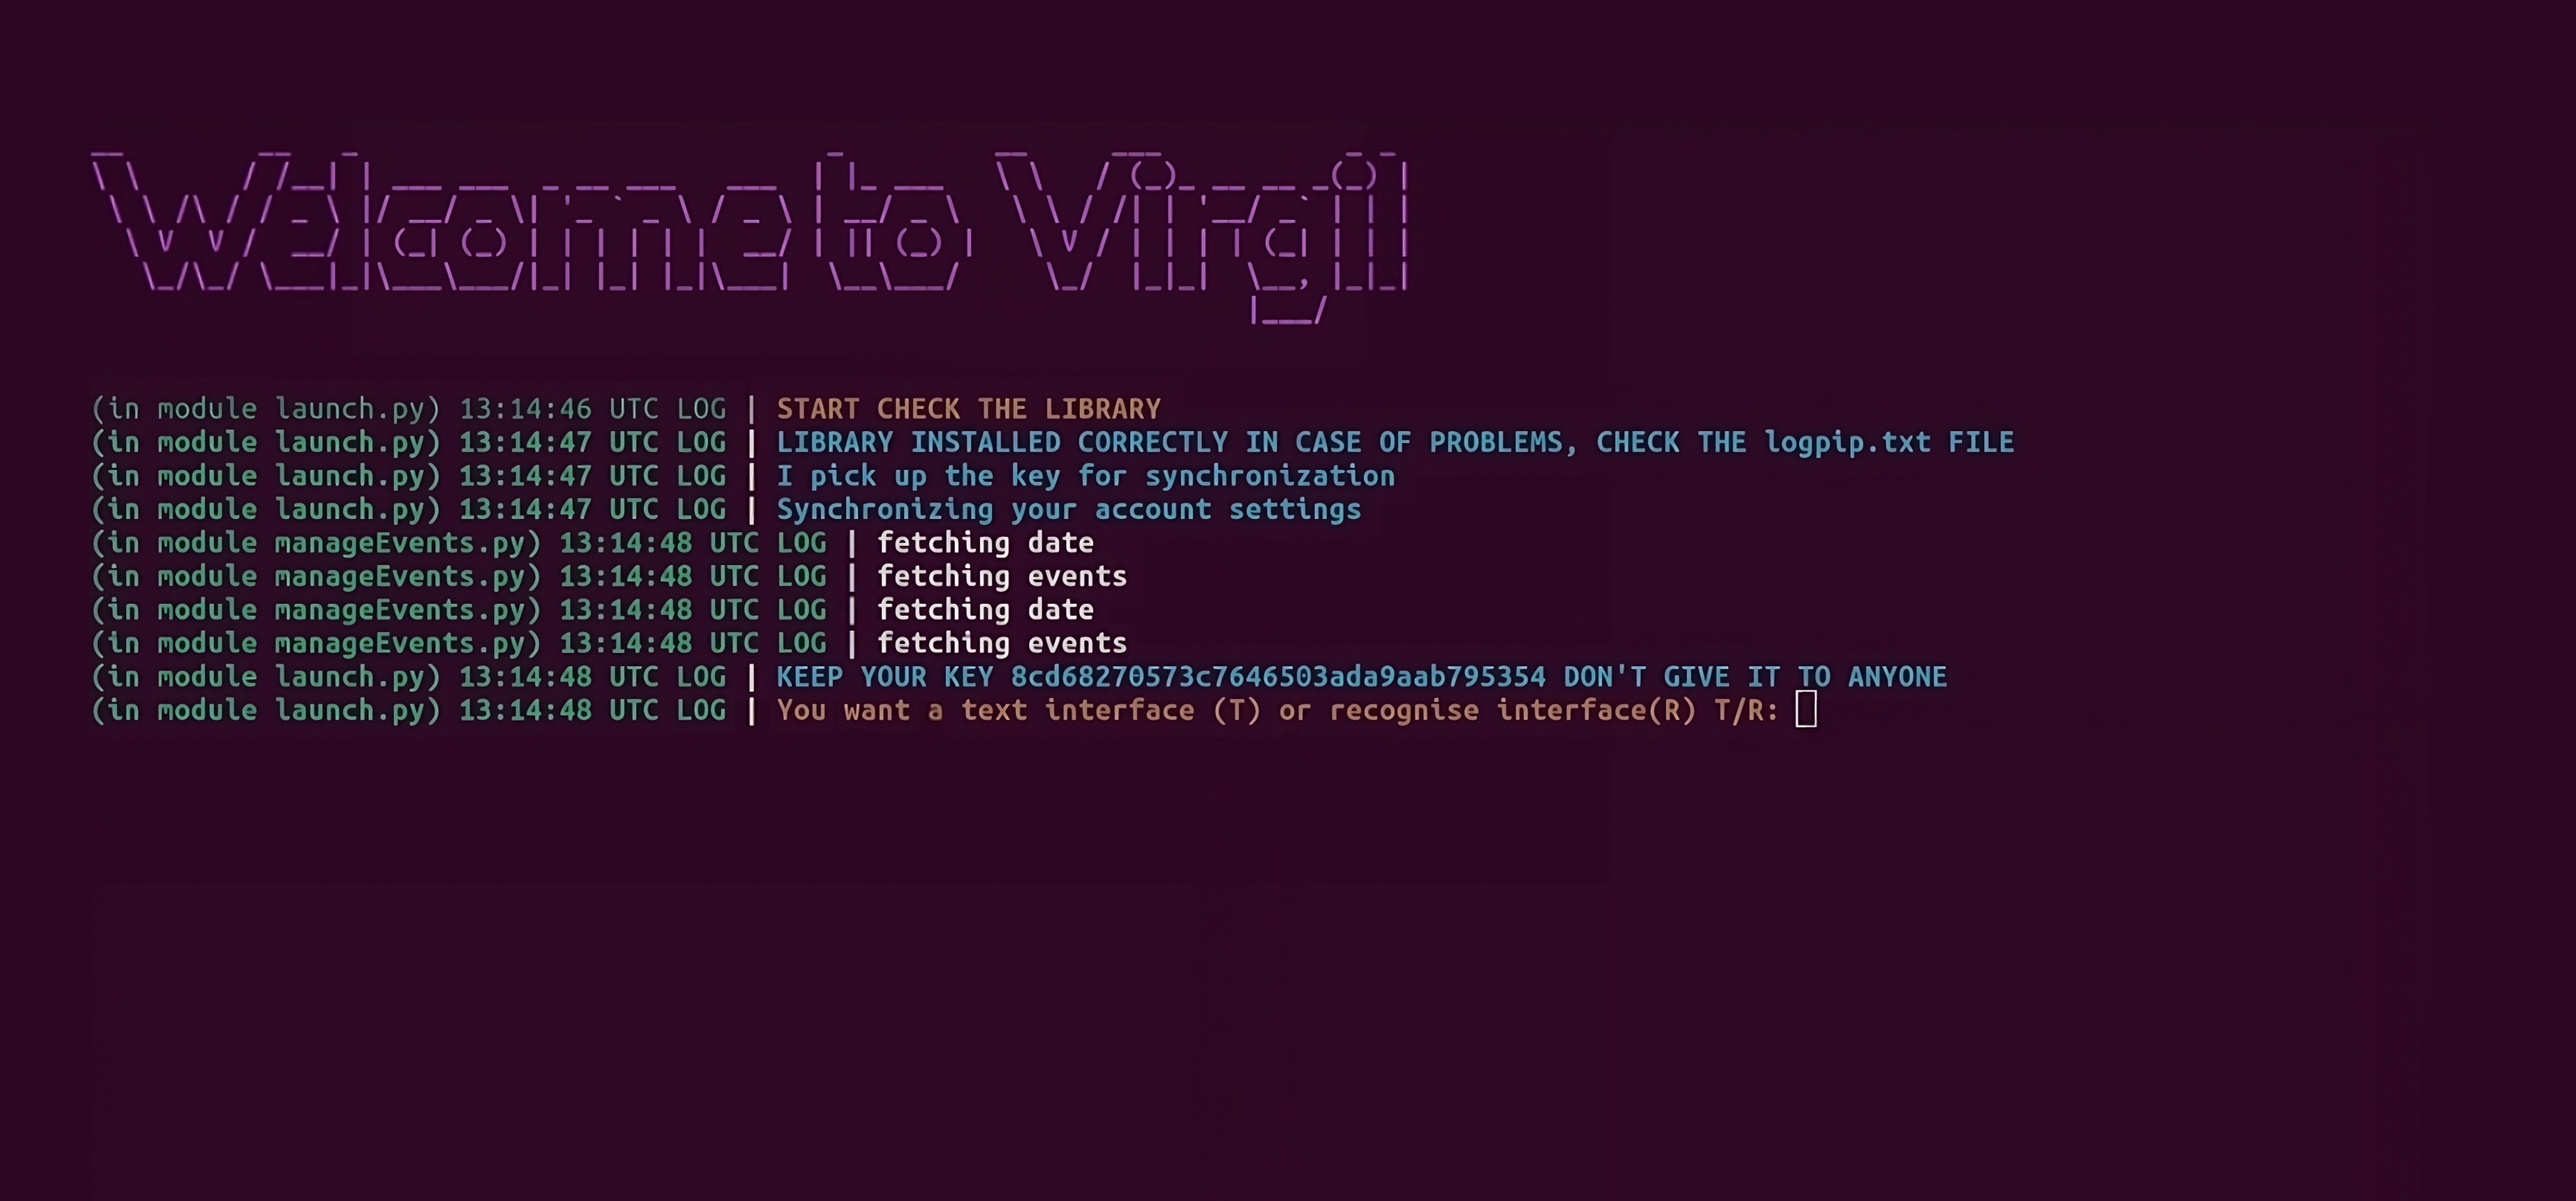 Welcome to Virgil
(in module launch.py) 13:14:46 UTC LOG | START CHECK THE LIBRARY
(in module launch.py) 13:14:47 UTC LOG | LIBRARY INSTALLED CORRECTLY IN CASE OF PROBLEMS, CHECK THE logpip.txt FILE
(in module launch.py) 13:14:47 UTC LOG | I pick up the key for synchronization
(in module launch.py) 13:14:47 UTC LOG | Synchronizing your account settings
(in module manageEvents.py) 13:14:48 UTC LOG | fetching date
(in module manageEvents.py) 13:14:48 UTC LOG | fetching events
(in module manageEvents.py) 13:14:48 UTC LOG | fetching date
(in module manageEvents.py) 13:14:48 UTC LOG | fetching events
(in module launch.py) 13:14:48 UTC LOG | KEEP YOUR KEY 8cd68270573c7646503ada9aab795354 DON'T GIVE IT TO ANYONE
(in module launch.py) 13:14:48 UTC LOG | You want a text interface (T) or recognise interface(R) T/R: